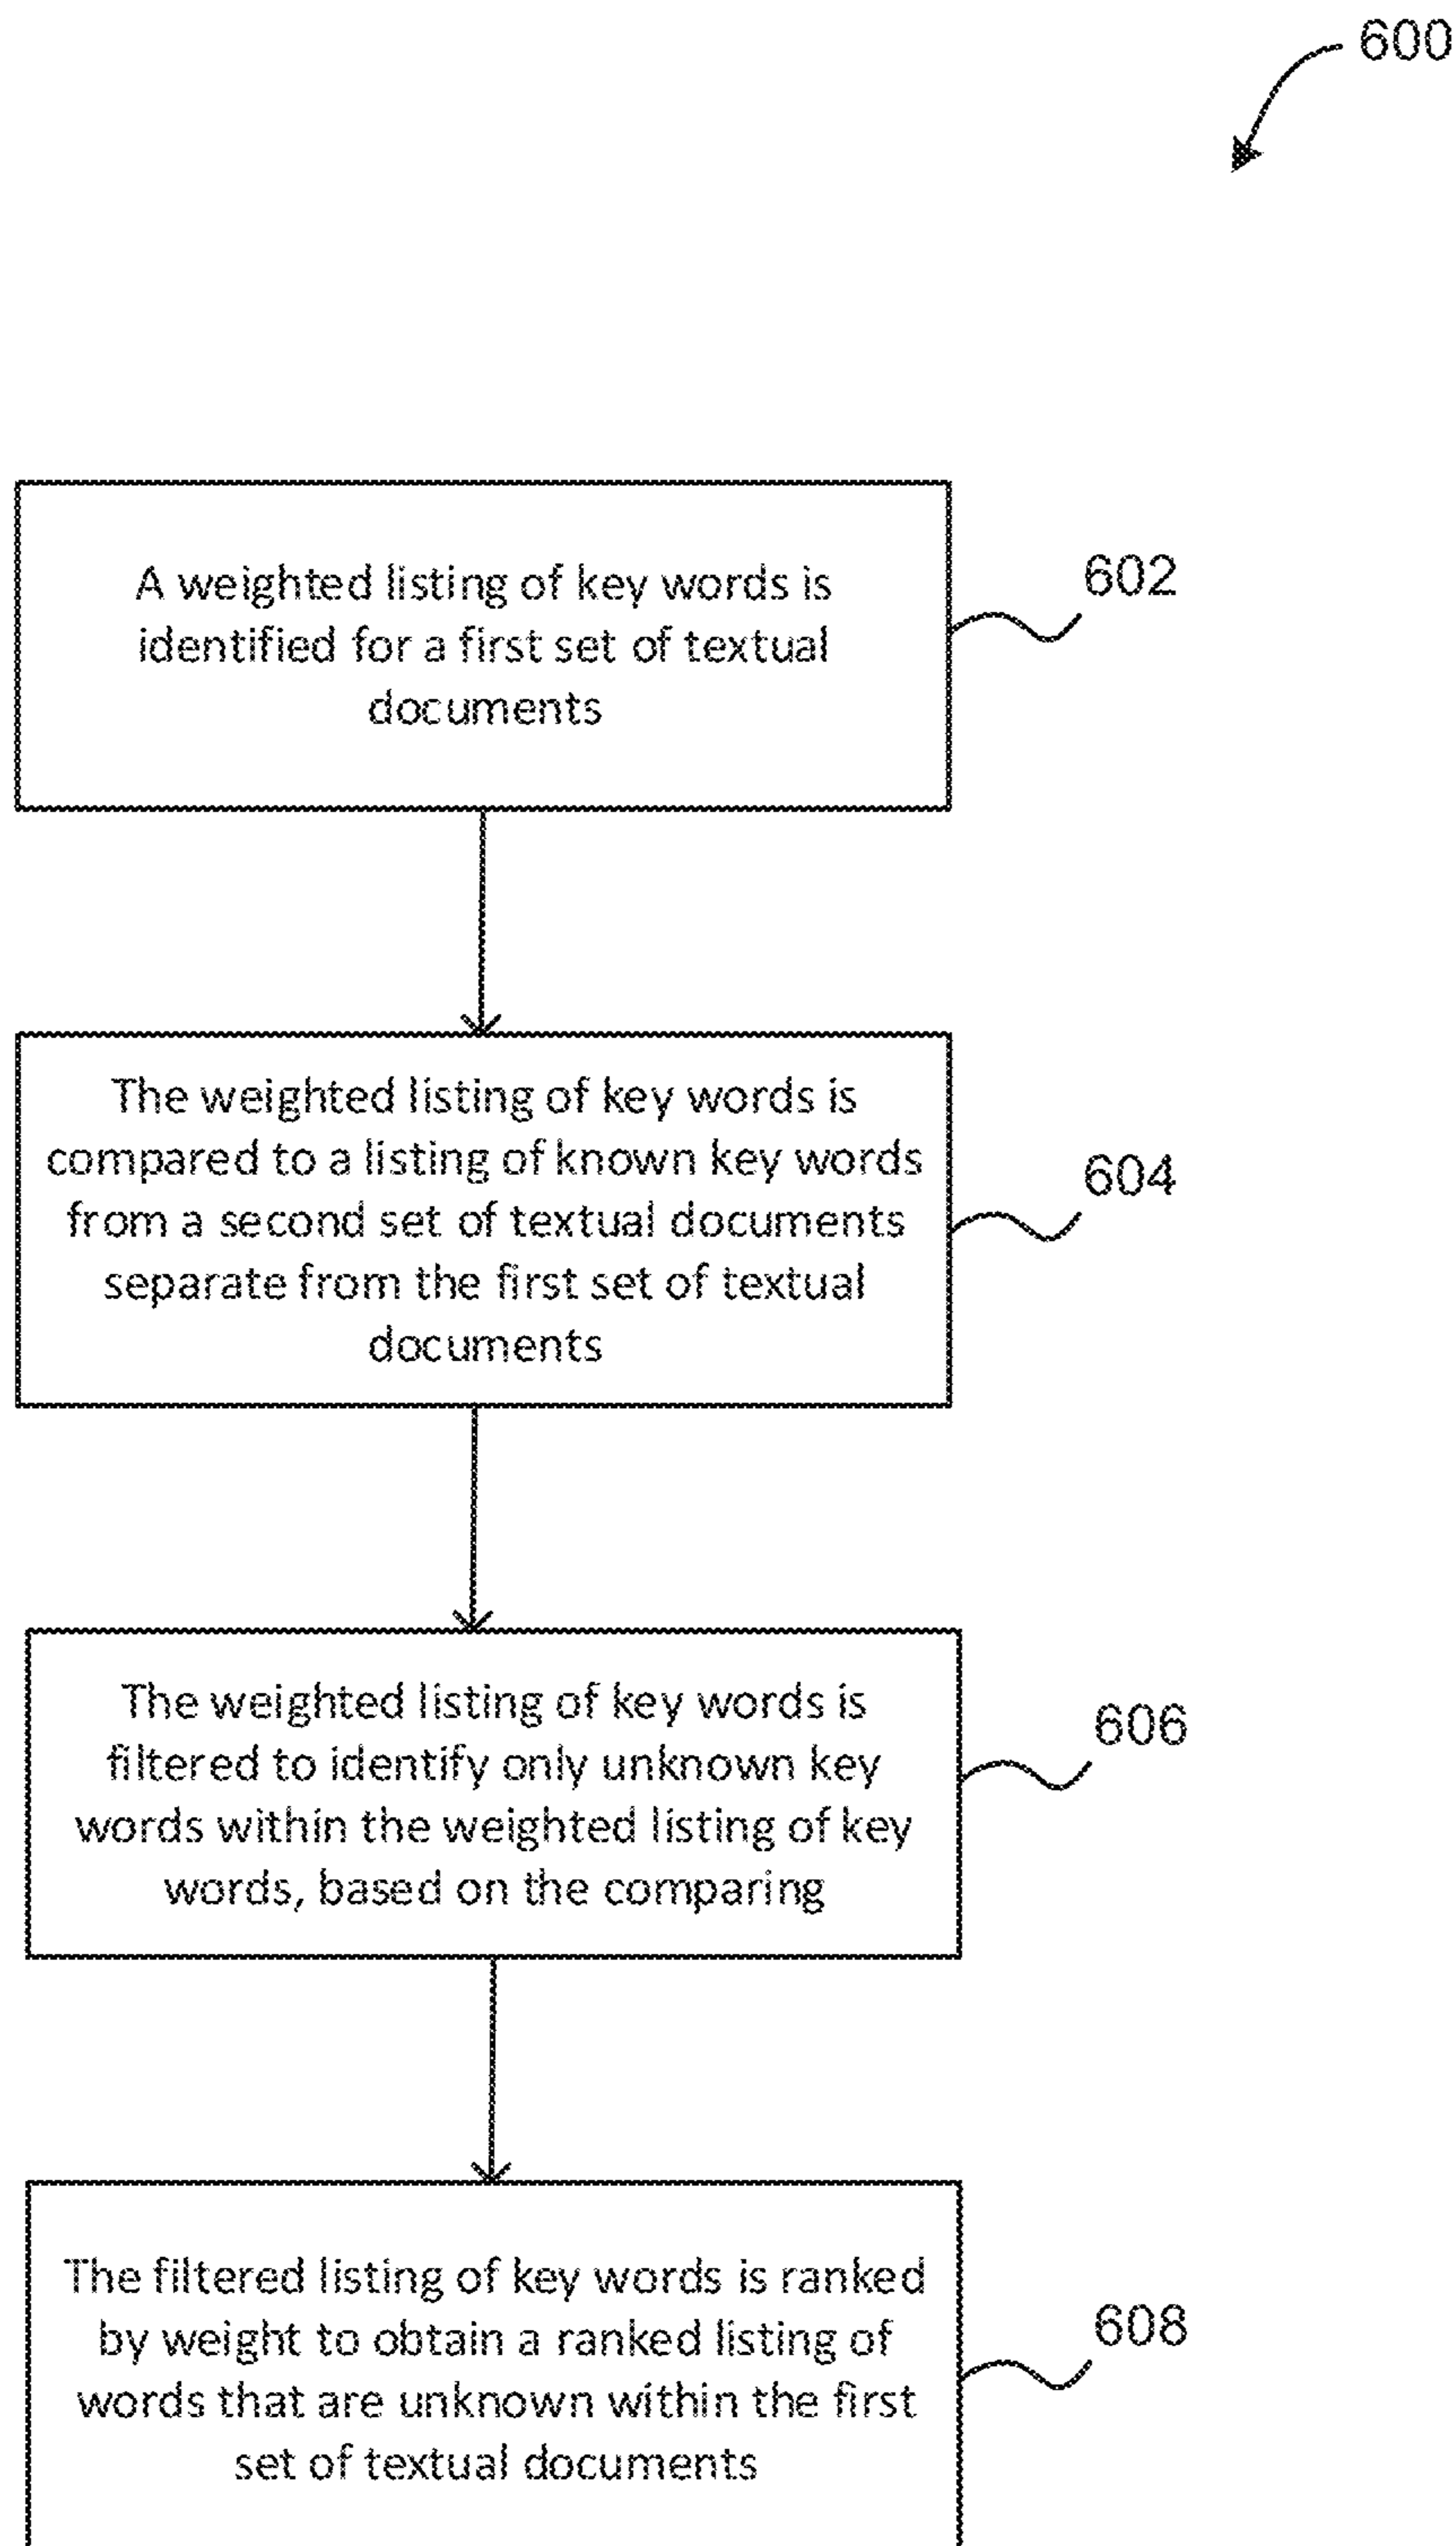 600
A weighted listing of key words is
identified for a first set of textual
documents
602
The weighted listing of key words is
compared to a listing of known key words
from a second set of textual documents
separate from the first set of textual
documents
604
The weighted listing of key words is
filtered to identify only unknown key
words within the weighted listing of key
words, based on the comparing
606
The filtered listing of key words is ranked
by weight to obtain a ranked listing of
words that are unknown within the first
set of textual documents
608